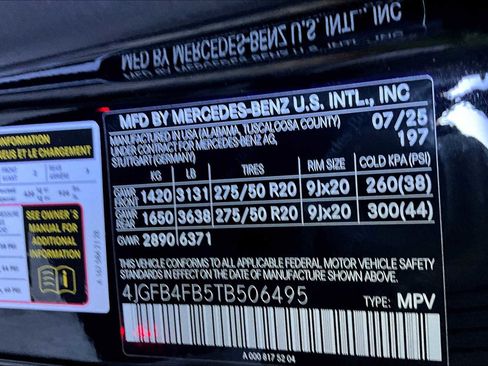 MFD BY MERCEDES-BENZ U.S. INTL., INC
MFD BY MERCEDES-BENZ U.S. INTL., INC
MANUFACTURED IN USA (ALABAMA, TUSCALOOSA COUNTY) 07/25
UNDER CONTRACT FOR MERCEDES-BENZ AG, 197
STUTTGART (GERMANY)
KG LB TIRES RIM SIZE COLD KPA(PSI)
GAWR FRONT 1420 3131 275/50 R20 9Jx20 260(38)
GAWR REAR 1650 3638 275/50 R20 9Jx20 300(44)
GVWR 2890 6371
THIS VEHICLE CONFORMS TO ALL APPLICABLE FEDERAL MOTOR VEHICLE SAFETY
STANDARDS IN EFFECT ON THE DATE OF MANUFACTURE SHOWN ABOVE.
4JGFB4FB5TB506495 TYPE: MPV
A 000 817 52 04
INFORMATION
EUS ET LE CHARGEMENT
SEE OWNER'S
MANUAL FOR
ADDITIONAL
INFORMATION